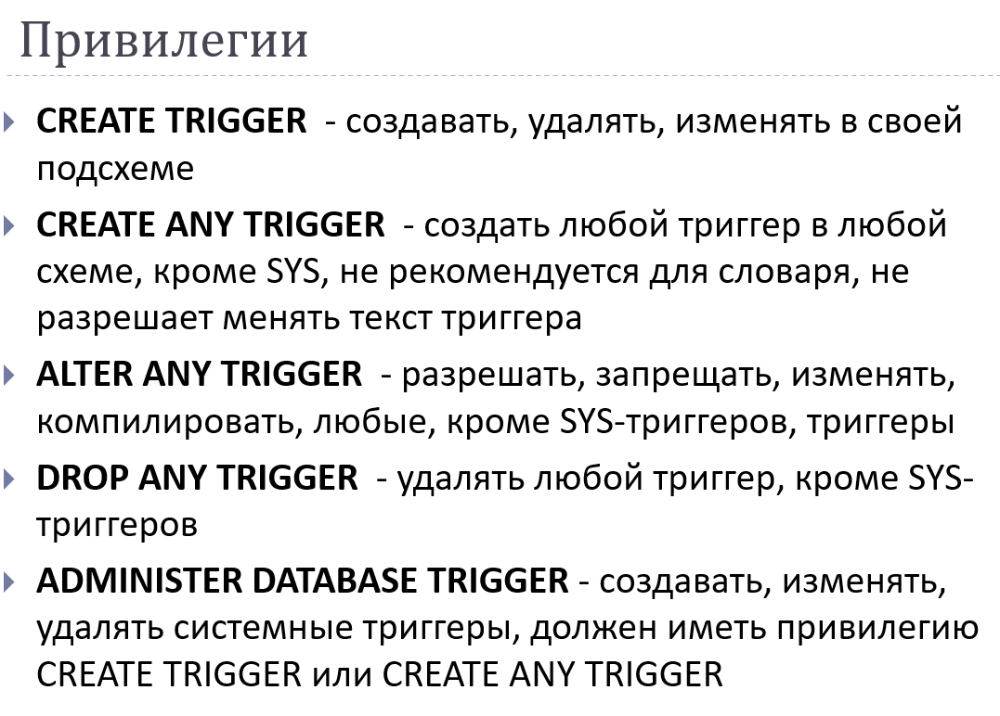 Привилегии
CREATE TRIGGER - создавать, удалять, изменять в своей
подсхеме
CREATE ANY TRIGGER - создать любой триггер в любой
схеме, кроме SYS, не рекомендуется для словаря, не
разрешает менять текст триггера
ALTER ANY TRIGGER - разрешать, запрещать, изменять,
компилировать, любые, кроме SYS-триггеров, триггеры
DROP ANY TRIGGER - удалять любой триггер, кроме SYS-
триггеров
ADMINISTER DATABASE TRIGGER - создавать, изменять,
удалять системные триггеры, должен иметь привилегию
CREATE TRIGGER или CREATE ANY TRIGGER